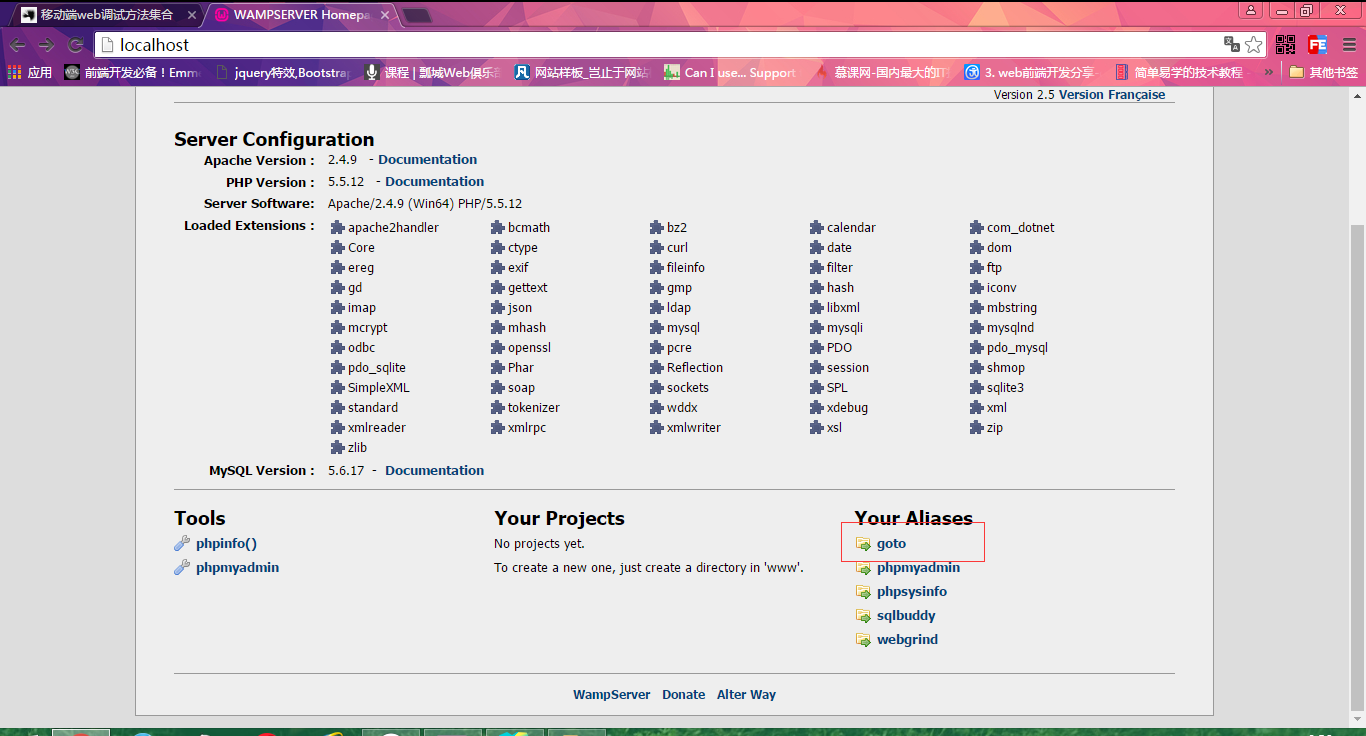 移动端web调试方法集合
WAMPSERVER Homepa
localhost
应用
前端开发必备！Emm
jquery特效,Bootstrap
课程 | 瓢城Web俱乐
网站样板_岂止于网站
Can I use... Support
慕课网-国内最大的IT
3. web前端开发分享
简单易学的技术教程
»
其他书签
Version 2.5 Version Française
Server Configuration
Apache Version : 2.4.9 - Documentation
PHP Version : 5.5.12 - Documentation
Server Software: Apache/2.4.9 (Win64) PHP/5.5.12
Loaded Extensions : apache2handler bcmath bz2 calendar com_dotnet
Core ctype curl date dom
ereg exif fileinfo filter ftp
gd gettext gmp hash iconv
imap json ldap libxml mbstring
mcrypt mhash mysql mysqli mysqlnd
odbc openssl pcre PDO pdo_mysql
pdo_sqlite Phar Reflection session shmop
SimpleXML soap sockets SPL sqlite3
standard tokenizer wddx xdebug xml
xmlreader xmlrpc xmlwriter xsl zip
zlib
MySQL Version : 5.6.17 - Documentation
Tools
phpinfo()
phpmyadmin
Your Projects
No projects yet.
To create a new one, just create a directory in 'www'.
Your Aliases
goto
phpmyadmin
phpsysinfo
sqlbuddy
webgrind
WampServer Donate Alter Way